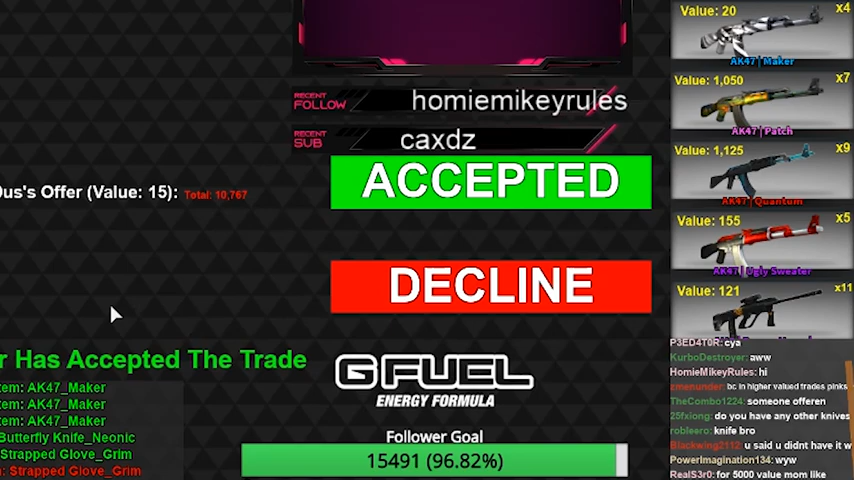 Value: 20
x4
AK47 | Maker
RECENT
FOLLOW
homiemikeyrules
Value: 1,050
x7
AK47 | Patch
RECENT
SUB
caxdz
Value: 1,125
x9
AK47 | Quantum
Dus's Offer (Value: 15): Total: 10,767
ACCEPTED
DECLINE
Value: 155
x5
AK47 | Ugly Sweater
Value: 121
x11
r Has Accepted The Trade
tem: AK47_Maker
tem: AK47_Maker
tem: AK47_Maker
Butterfly Knife_Neonic
Strapped Glove_Grim
n: Strapped Glove_Grim
G FUEL
ENERGY FORMULA
Follower Goal
15491 (96.82%)
P3ED4T0R: cya
KurboDestroyer: aww
HomieMikeyRules: hi
zmenunder: bc in higher valued trades pinks
TheCombo1224: someone offeren
25fxiong: do you have any other knives
robleero: knife bro
Blackwing2112: u said u didnt have it w
PowerImagination134: wyw
RealS3r0: for 5000 value mom like